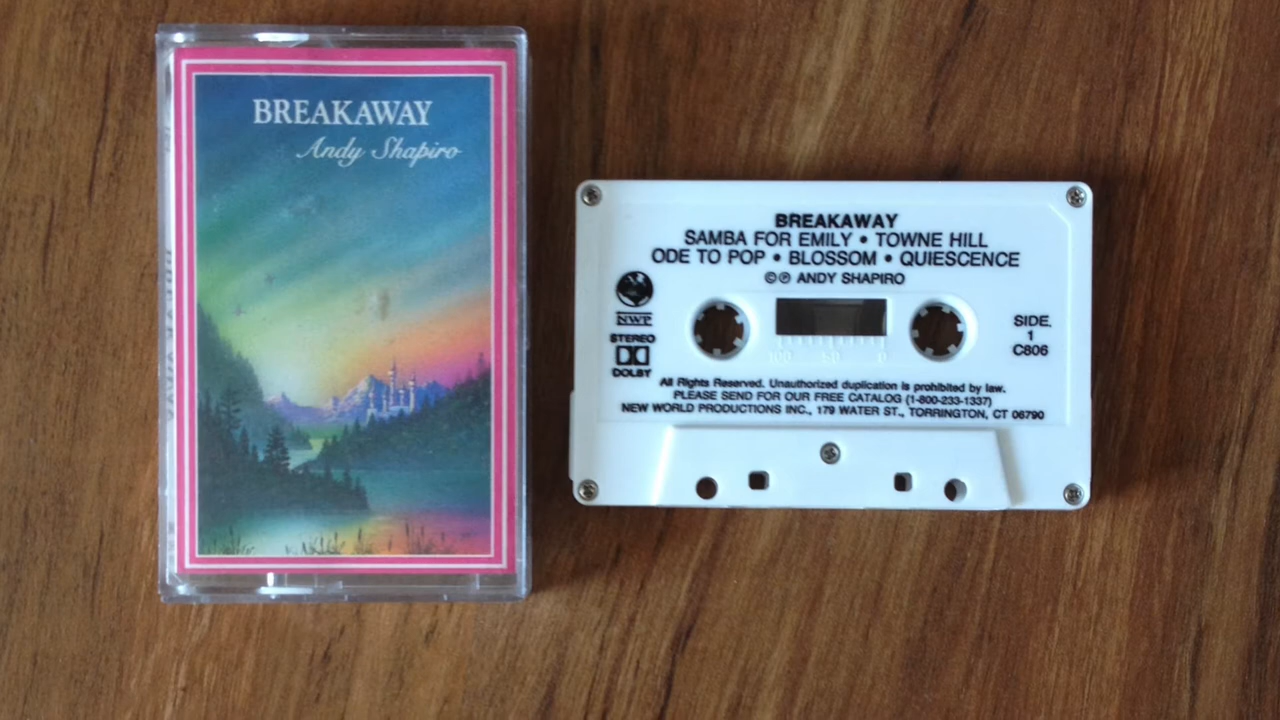 BREAKAWAY
Andy Shapiro
BREAKAWAY
SAMBA FOR EMILY • TOWNE HILL
ODE TO POP • BLOSSOM • QUIESCENCE
©℗ ANDY SHAPIRO
NWP
STEREO
DOLBY
100 50 0
SIDE.
1
C806
All Rights Reserved. Unauthorized duplication is prohibited by law.
PLEASE SEND FOR OUR FREE CATALOG (1-800-233-1337)
NEW WORLD PRODUCTIONS INC., 179 WATER ST., TORRINGTON, CT 06790